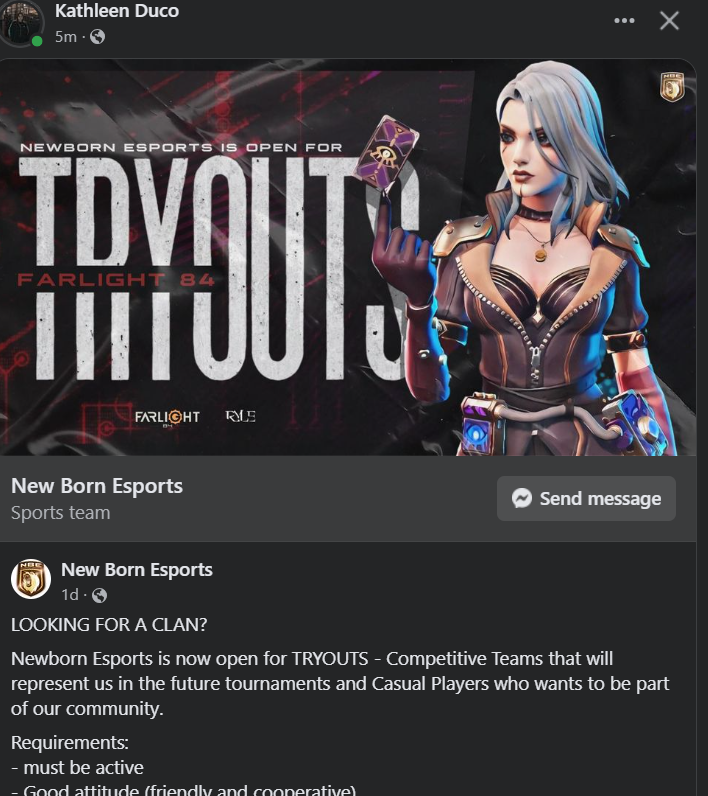 Kathleen Duco
5m ·
NBE
NEWBORN ESPORTS IS OPEN FOR
TRYOUTS
FARLIGHT 84
FARLIGHT
84
New Born Esports
Sports team
Send message
NBE
New Born Esports
1d ·
LOOKING FOR A CLAN?
Newborn Esports is now open for TRYOUTS - Competitive Teams that will
represent us in the future tournaments and Casual Players who wants to be part
of our community.
Requirements:
- must be active
- Good attitude (friendly and cooperative)